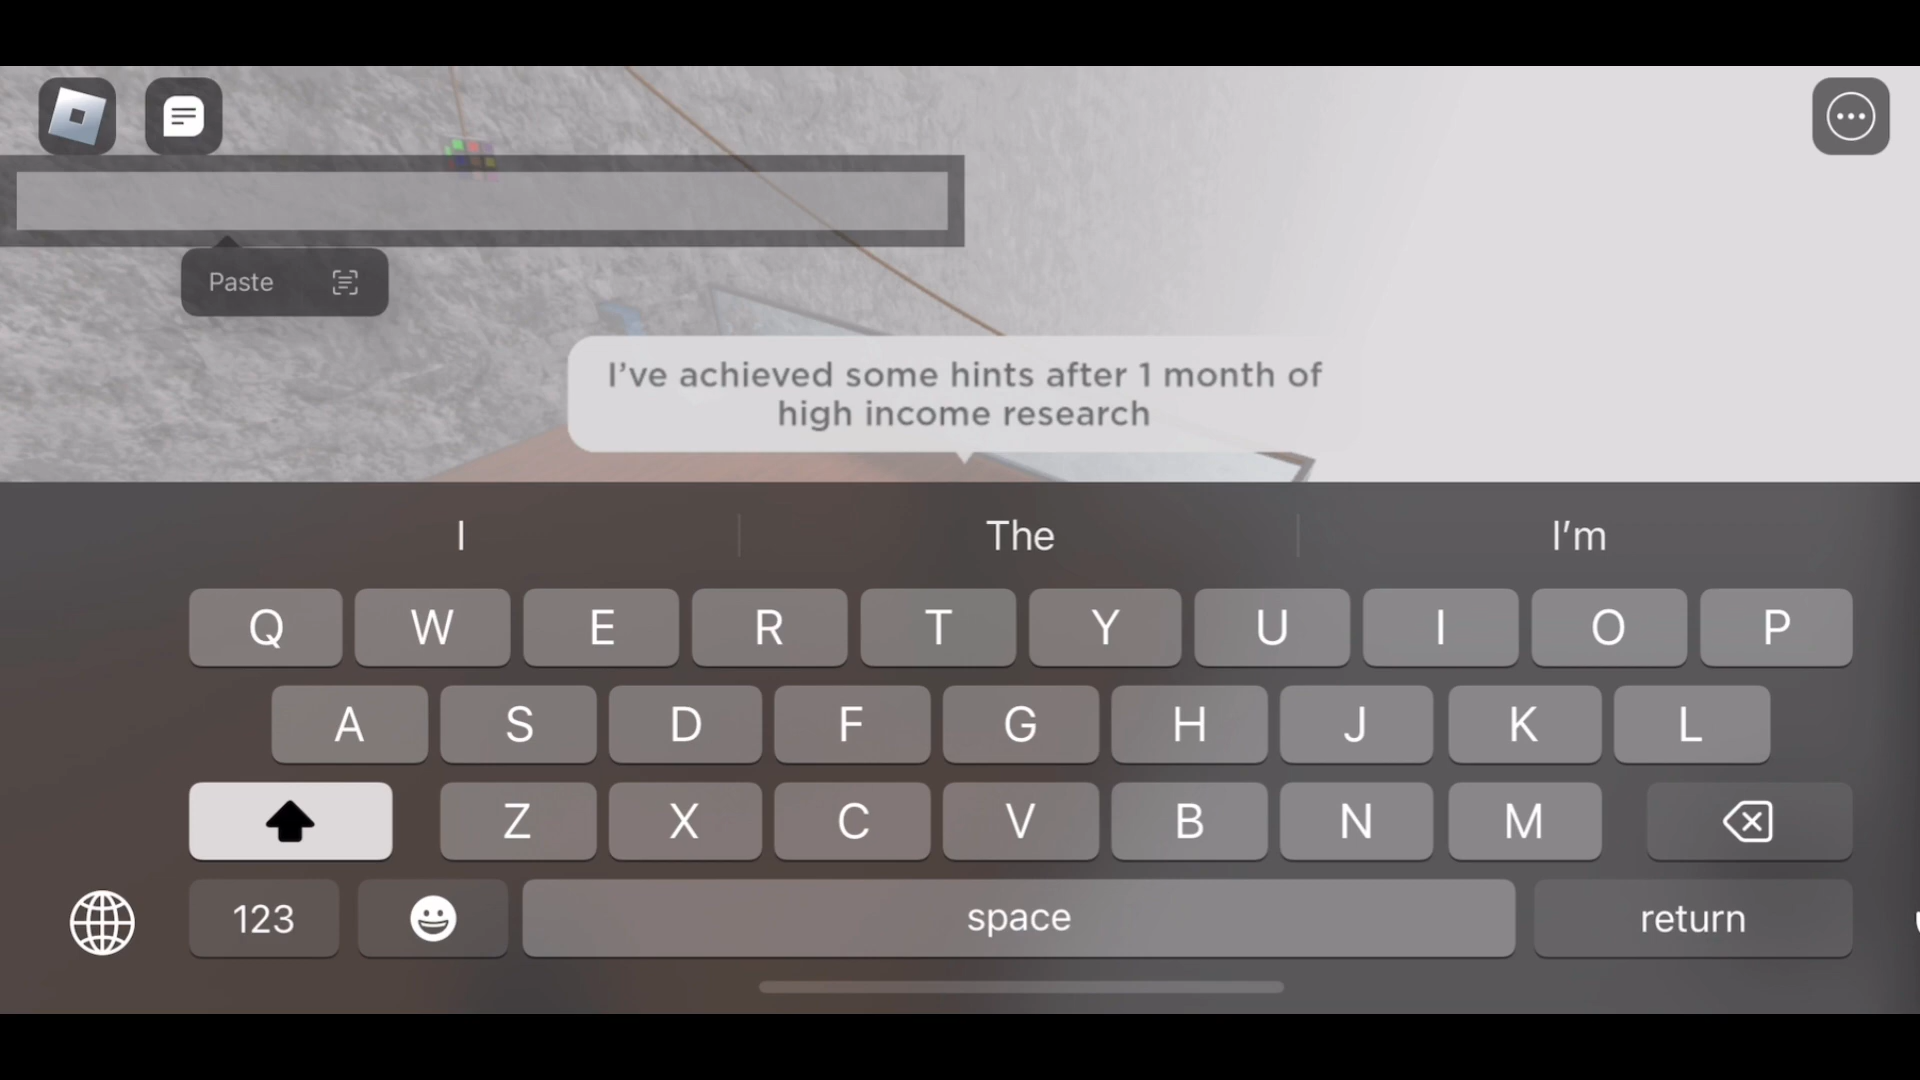 Paste
I've achieved some hints after 1 month of
high income research
I
The
I'm
Q W E R T Y U I O P
A S D F G H J K L
Z X C V B N M
123
space
return